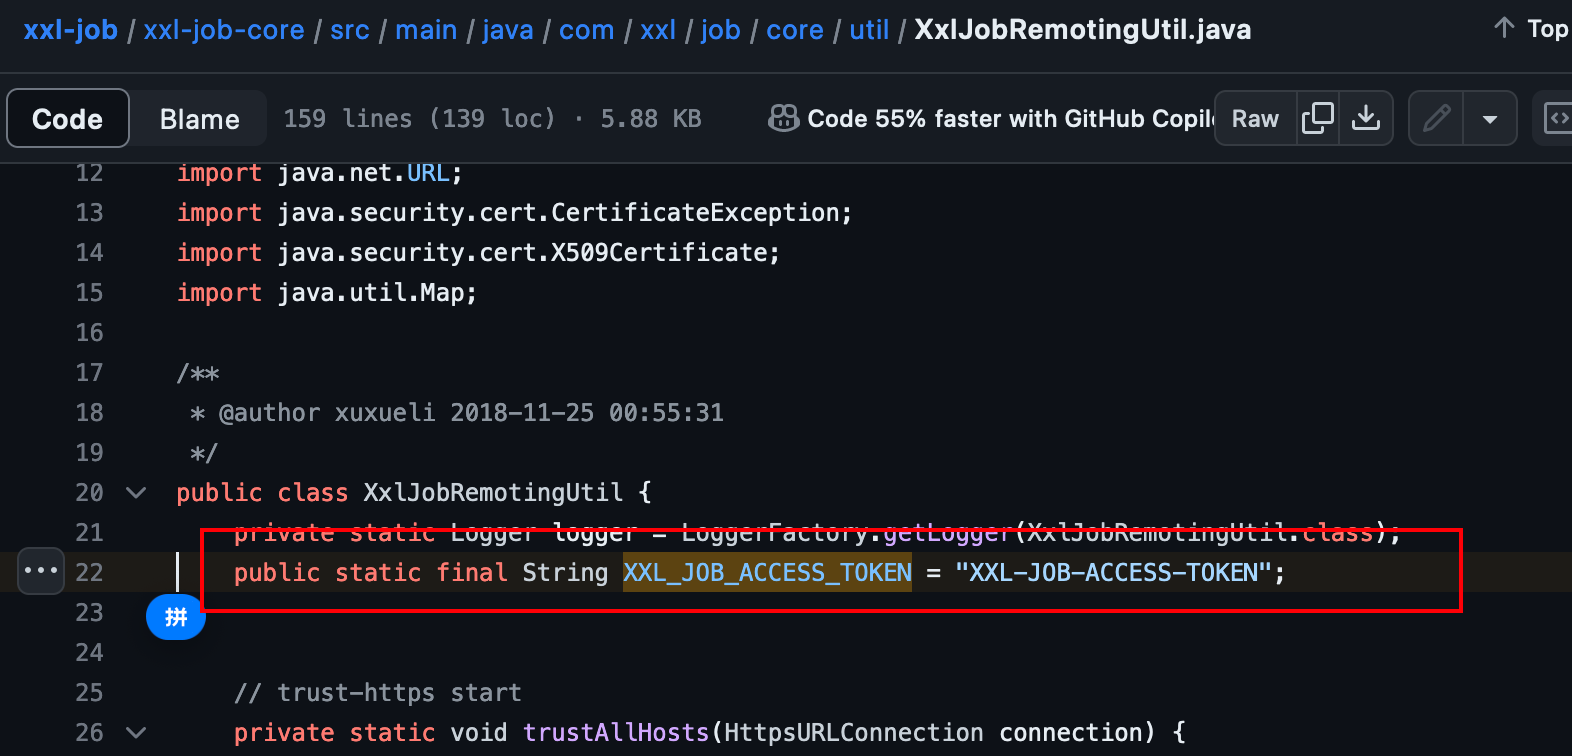 xxl-job / xxl-job-core / src / main / java / com / xxl / job / core / util / XxlJobRemotingUtil.java ↑ Top
Code Blame 159 lines (139 loc) · 5.88 KB Code 55% faster with GitHub Copil Raw
12 import java.net.URL;
13 import java.security.cert.CertificateException;
14 import java.security.cert.X509Certificate;
15 import java.util.Map;
16
17 /**
18 * @author xuxueli 2018-11-25 00:55:31
19 */
20 public class XxlJobRemotingUtil {
21 private static Logger logger = LoggerFactory.getLogger(XxlJobRemotingUtil.class);
22 public static final String XXL_JOB_ACCESS_TOKEN = "XXL-JOB-ACCESS-TOKEN";
23
拼
24
25 // trust-https start
26 private static void trustAllHosts(HttpsURLConnection connection) {